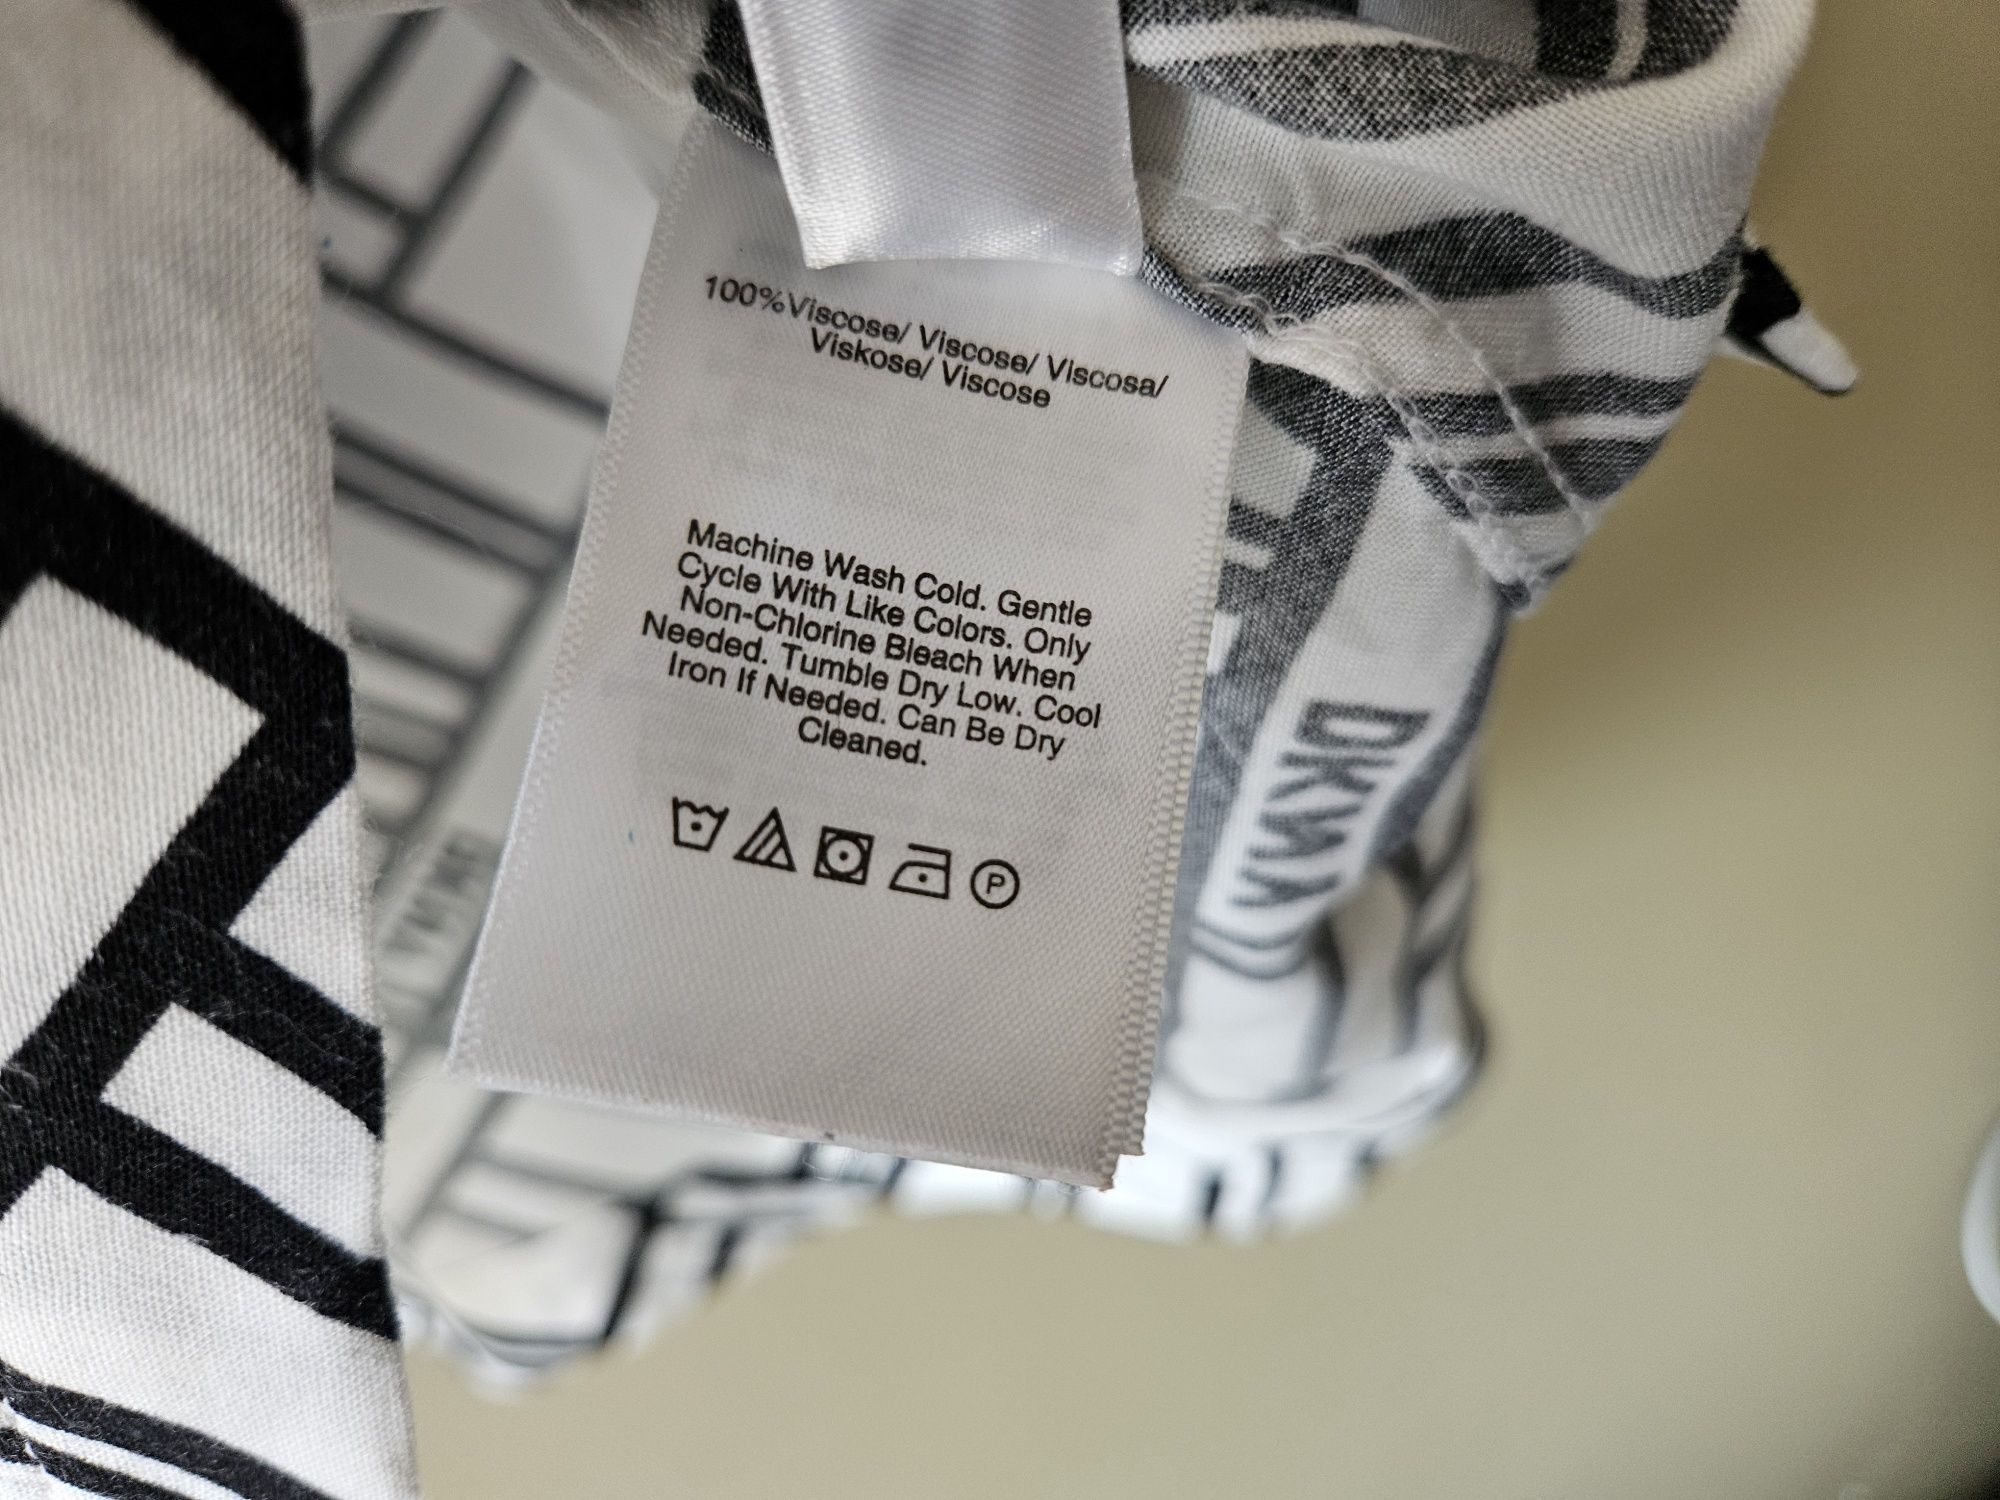 100%Viscose/ Viscose/ Viscosa/
Viskose/ Viscose
Machine Wash Cold. Gentle
Cycle With Like Colors. Only
Non-Chlorine Bleach When
Needed. Tumble Dry Low. Cool
Iron If Needed. Can Be Dry
Cleaned.
P
DKNY